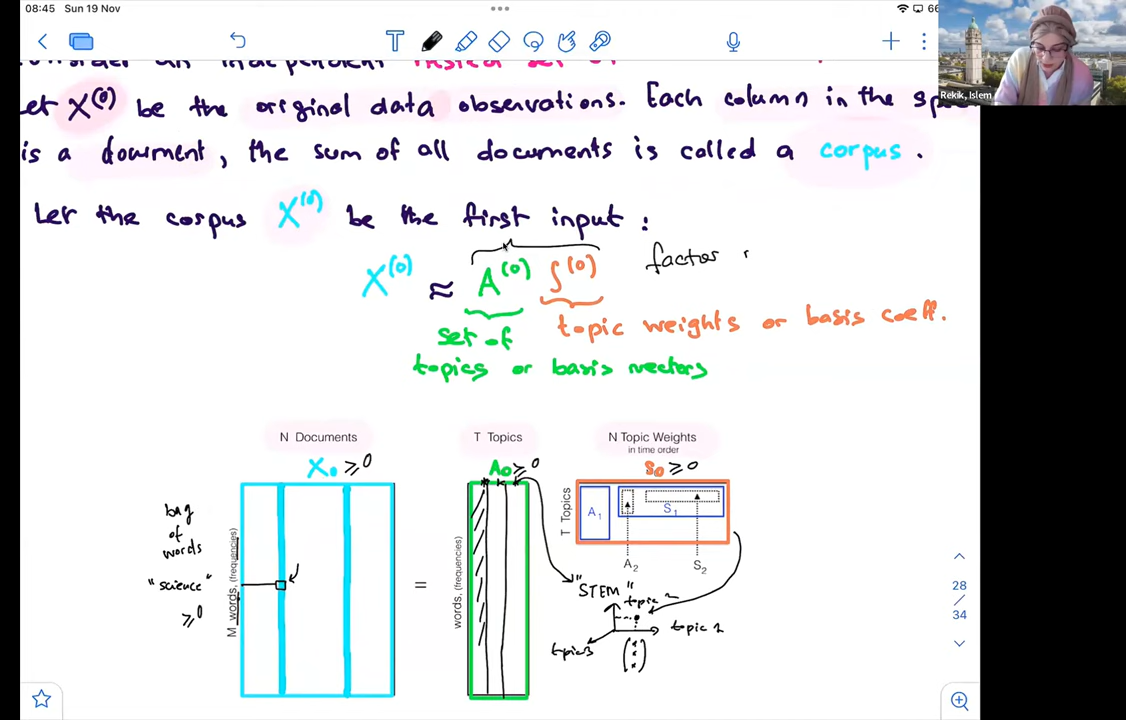 08:45 Sun 19 Nov
Rekik, Islem
Let X(0) be the original data observations. Each column in the
is a document, the sum of all documents is called a corpus.
Let the corpus X(0) be the first input:
X(0) ≈ A(0) S(0) factor
set of topic weights or basis coeff.
topics or basis vectors
N Documents T Topics N Topic Weights
in time order
X0 ≥0 A0 ≥0 S0 ≥0
bag
of
words
"science"
≥0
M words, (frequencies)
=
words, (frequencies)
T Topics
A1 S1
A2 S2
"STEM"
topic 2
topic 1
topic3
28
/
34